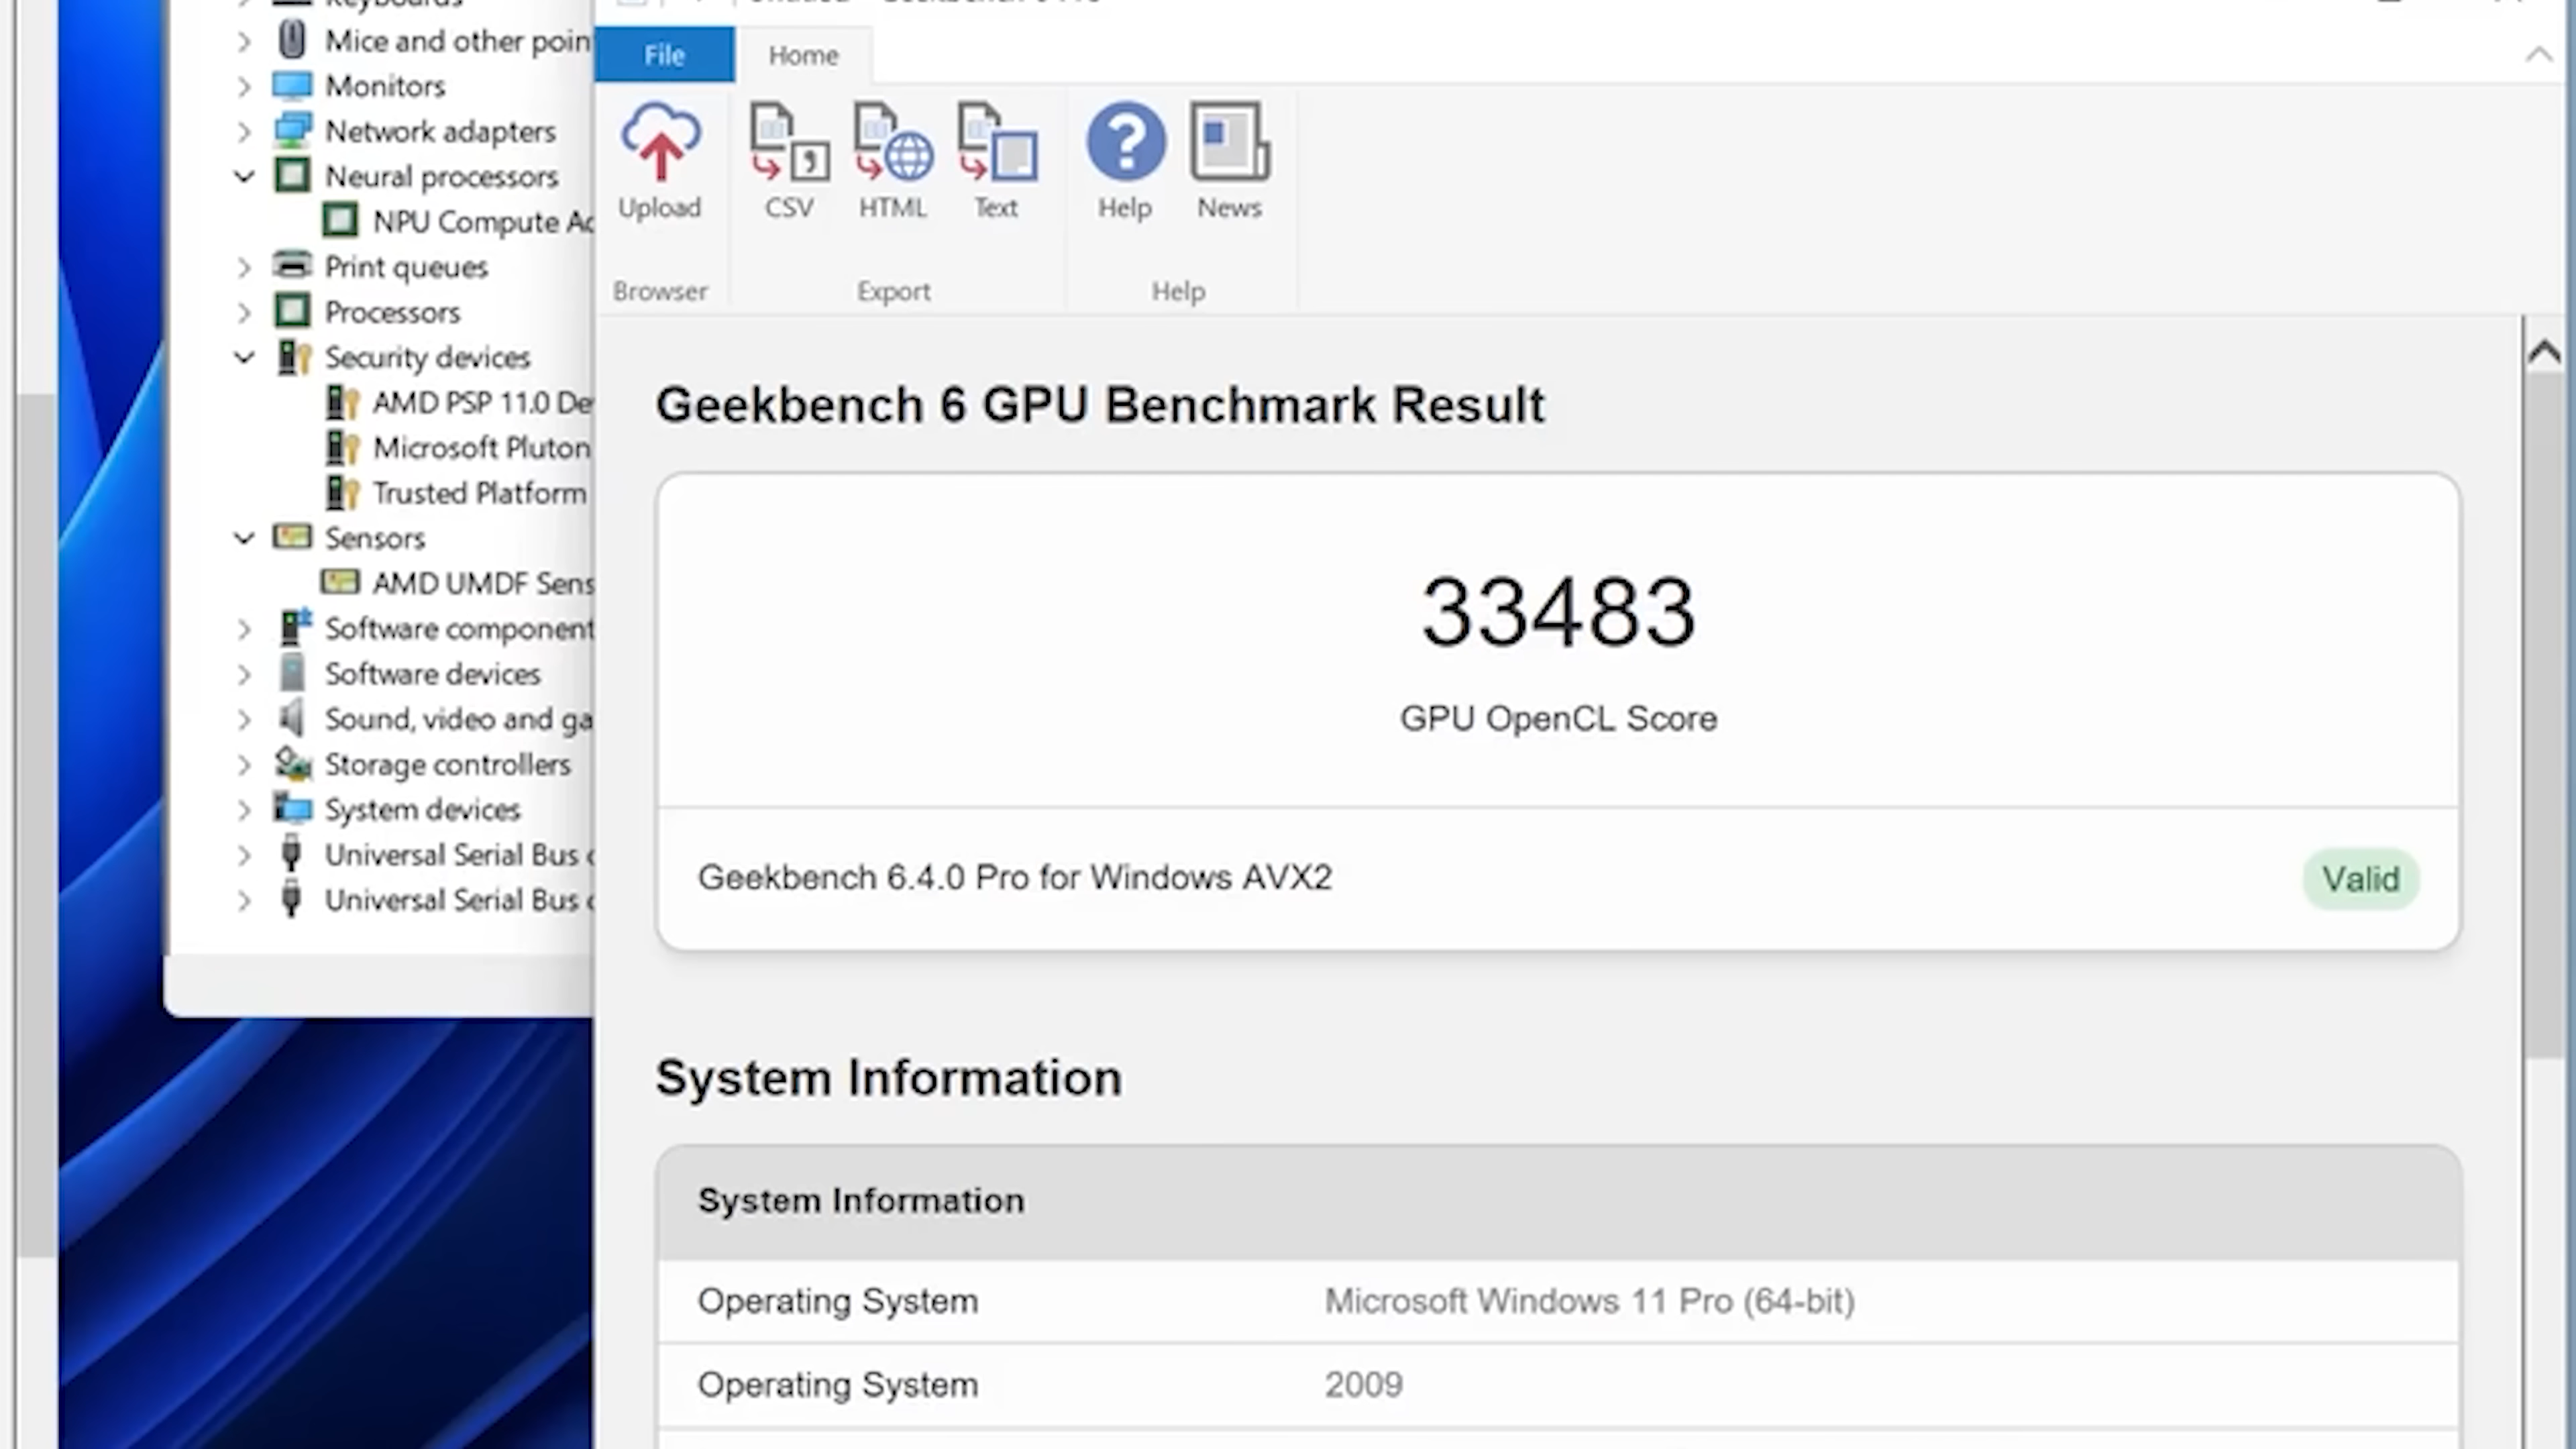 Mice and other poin
Monitors
Network adapters
Neural processors
NPU Compute Ac
Print queues
Processors
Security devices
AMD PSP 11.0 De
Microsoft Pluton
Trusted Platform
Sensors
AMD UMDF Sens
Software component
Software devices
Sound, video and ga
Storage controllers
System devices
Universal Serial Bus c
Universal Serial Bus c
File
Home
Upload
CSV
HTML
Text
Help
News
Browser
Export
Help
Geekbench 6 GPU Benchmark Result
33483
GPU OpenCL Score
Geekbench 6.4.0 Pro for Windows AVX2
Valid
System Information
System Information
Operating System
Microsoft Windows 11 Pro (64-bit)
Operating System
2009